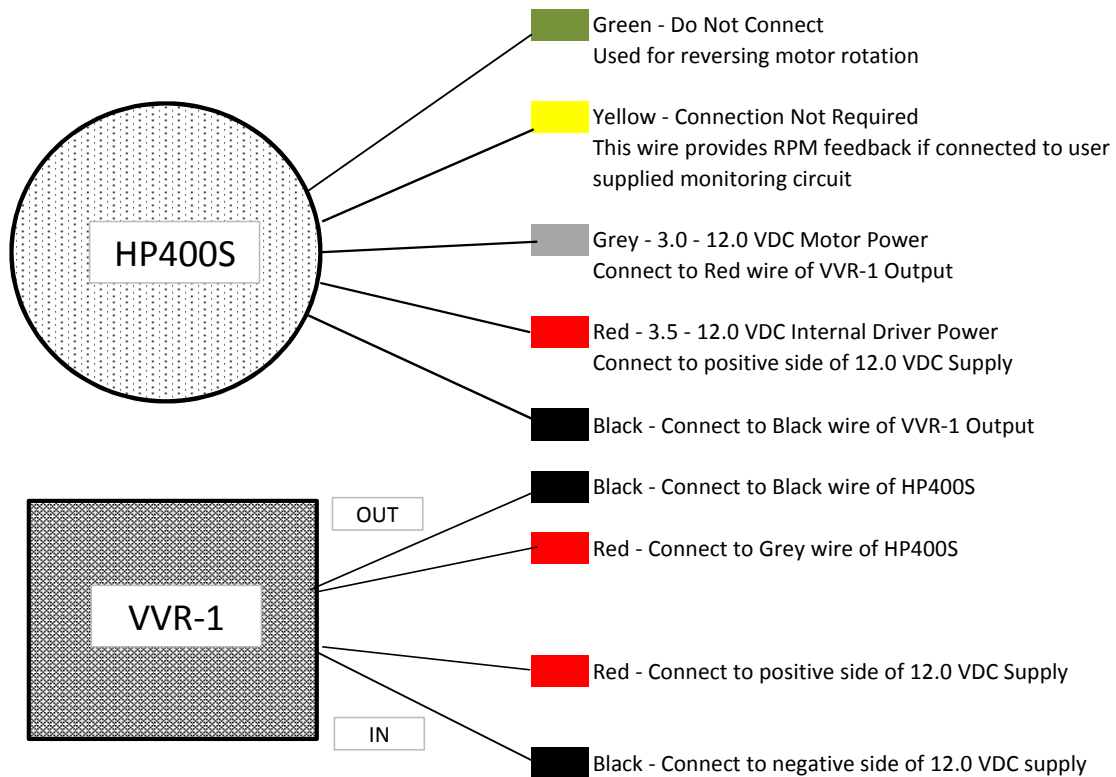 Green - Do Not Connect
Used for reversing motor rotation
Yellow - Connection Not Required
This wire provides RPM feedback if connected to user
supplied monitoring circuit
HP400S
Grey - 3.0 - 12.0 VDC Motor Power
Connect to Red wire of VVR-1 Output
Red - 3.5 - 12.0 VDC Internal Driver Power
Connect to positive side of 12.0 VDC Supply
Black - Connect to Black wire of VVR-1 Output
Black - Connect to Black wire of HP400S
OUT
Red - Connect to Grey wire of HP400S
VVR-1
Red - Connect to positive side of 12.0 VDC Supply
IN
Black - Connect to negative side of 12.0 VDC supply